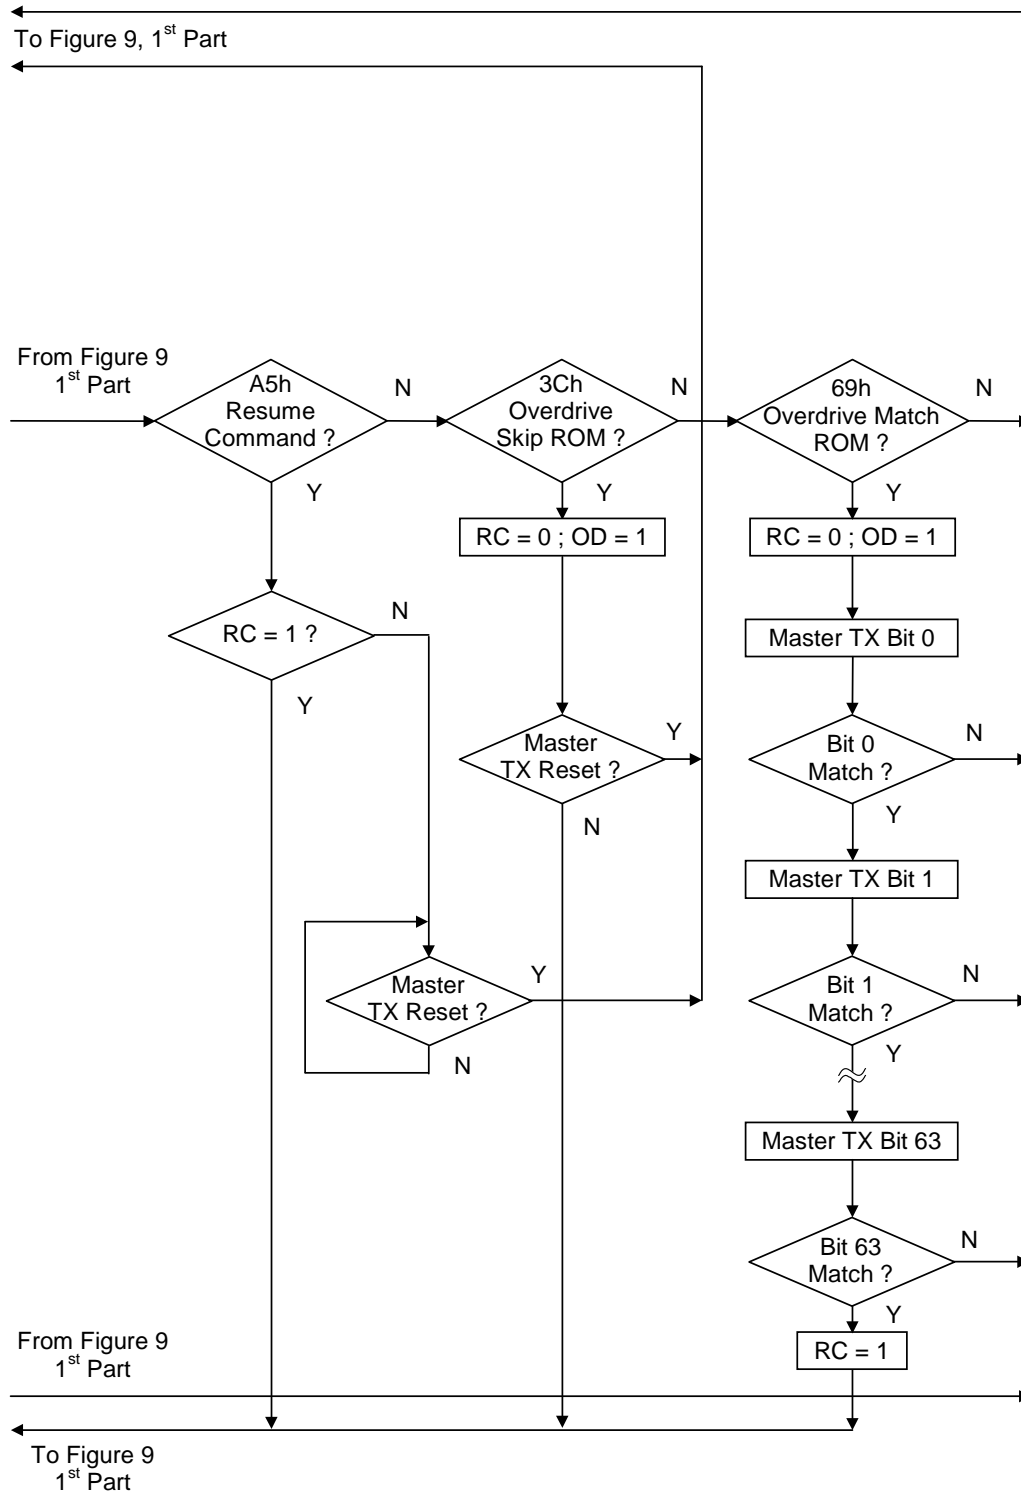 To Figure 9, 1st Part
From Figure 9
1st Part
A5h
Resume
Command ?
N
Y
3Ch
Overdrive
Skip ROM ?
N
Y
69h
Overdrive Match
ROM ?
N
Y
RC = 0 ; OD = 1
RC = 0 ; OD = 1
RC = 1 ?
N
Y
Master TX Bit 0
Master
TX Reset ?
Y
N
Bit 0
Match ?
N
Y
Master TX Bit 1
Master
TX Reset ?
Y
N
Bit 1
Match ?
N
Y
Master TX Bit 63
Bit 63
Match ?
N
Y
RC = 1
From Figure 9
1st Part
To Figure 9
1st Part